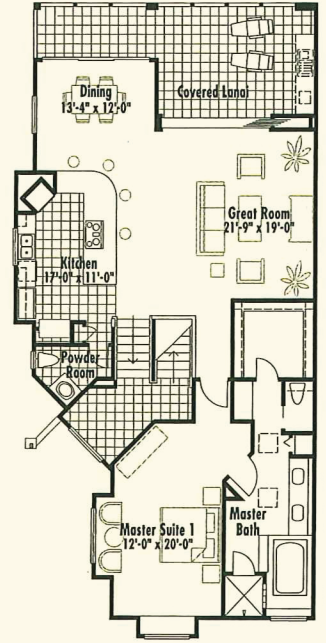 Dining
13'-4" x 12'-0"
Covered Lanai
Great Room
21'-9" x 19'-0"
Kitchen
17'-0" x 11'-0"
Powder
Room
Master Suite 1
12'-0" x 20'-0"
Master
Bath